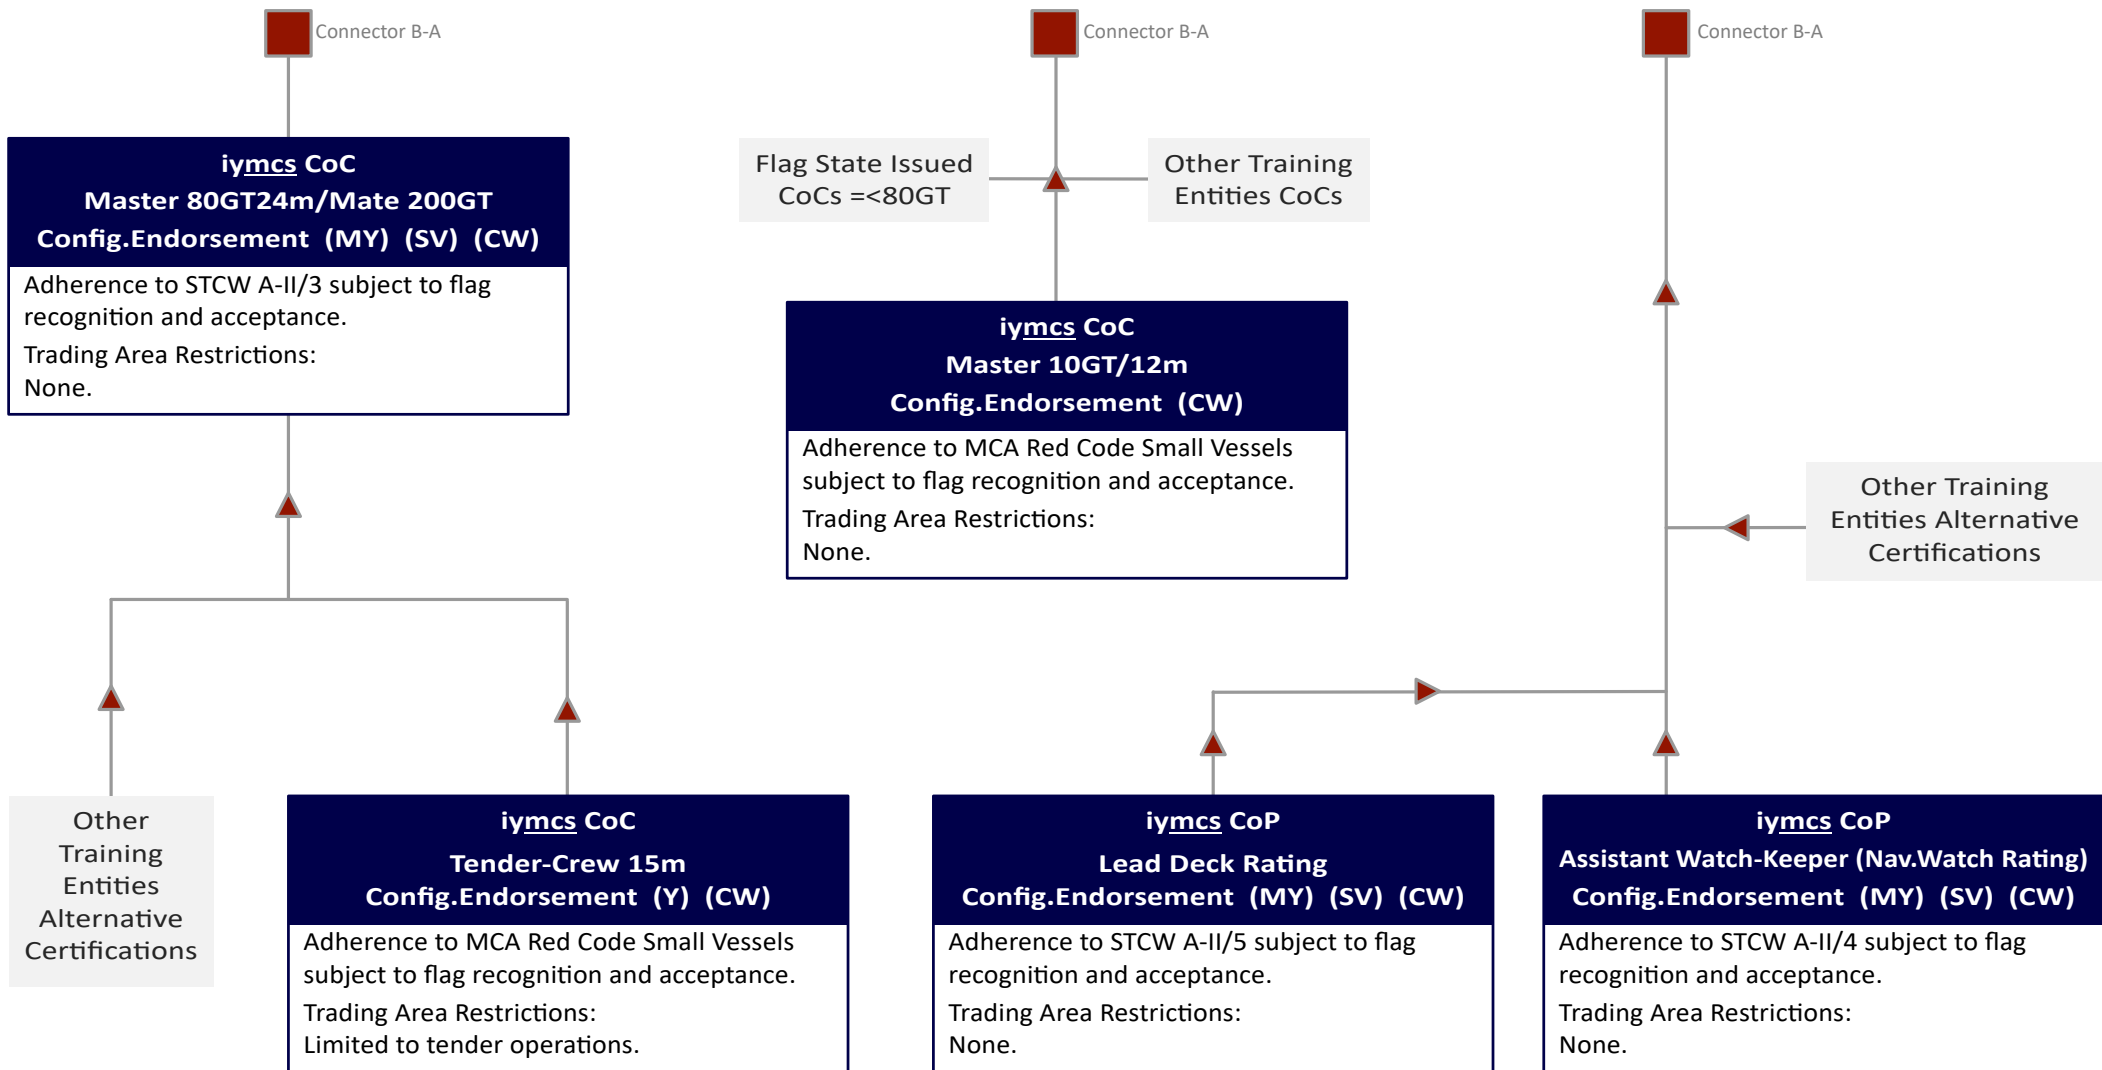 Connector B-A
Connector B-A
Connector B-A
iymcs CoC
Master 80GT24m/Mate 200GT
Config.Endorsement (MY) (SV) (CW)
Adherence to STCW A-II/3 subject to flag
recognition and acceptance.
Trading Area Restrictions:
None.
Flag State Issued
CoCs =<80GT
Other Training
Entities CoCs
iymcs CoC
Master 10GT/12m
Config.Endorsement (CW)
Adherence to MCA Red Code Small Vessels
subject to flag recognition and acceptance.
Trading Area Restrictions:
None.
Other Training
Entities Alternative
Certifications
Other
Training
Entities
Alternative
Certifications
iymcs CoC
Tender-Crew 15m
Config.Endorsement (Y) (CW)
Adherence to MCA Red Code Small Vessels
subject to flag recognition and acceptance.
Trading Area Restrictions:
Limited to tender operations.
iymcs CoP
Lead Deck Rating
Config.Endorsement (MY) (SV) (CW)
Adherence to STCW A-II/5 subject to flag
recognition and acceptance.
Trading Area Restrictions:
None.
iymcs CoP
Assistant Watch-Keeper (Nav.Watch Rating)
Config.Endorsement (MY) (SV) (CW)
Adherence to STCW A-II/4 subject to flag
recognition and acceptance.
Trading Area Restrictions:
None.